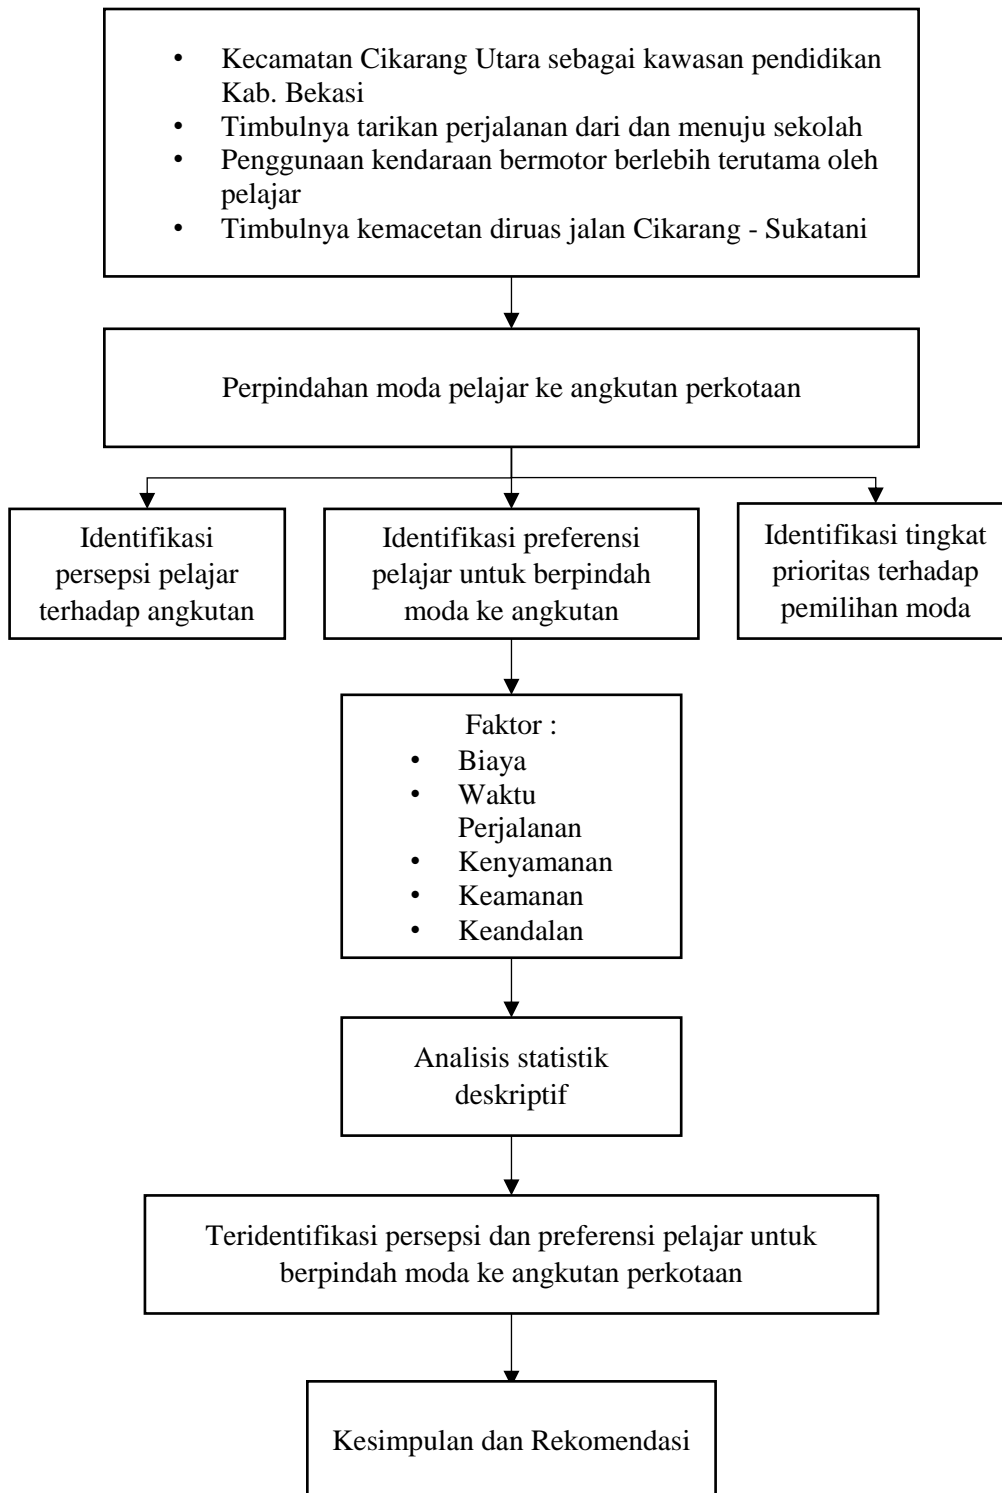 • Kecamatan Cikarang Utara sebagai kawasan pendidikan
Kab. Bekasi
• Timbulnya tarikan perjalanan dari dan menuju sekolah
• Penggunaan kendaraan bermotor berlebih terutama oleh
pelajar
• Timbulnya kemacetan diruas jalan Cikarang - Sukatani
Perpindahan moda pelajar ke angkutan perkotaan
Identifikasi
persepsi pelajar
terhadap angkutan
Identifikasi preferensi
pelajar untuk berpindah
moda ke angkutan
Identifikasi tingkat
prioritas terhadap
pemilihan moda
Faktor :
• Biaya
• Waktu
Perjalanan
• Kenyamanan
• Keamanan
• Keandalan
Analisis statistik
deskriptif
Teridentifikasi persepsi dan preferensi pelajar untuk
berpindah moda ke angkutan perkotaan
Kesimpulan dan Rekomendasi